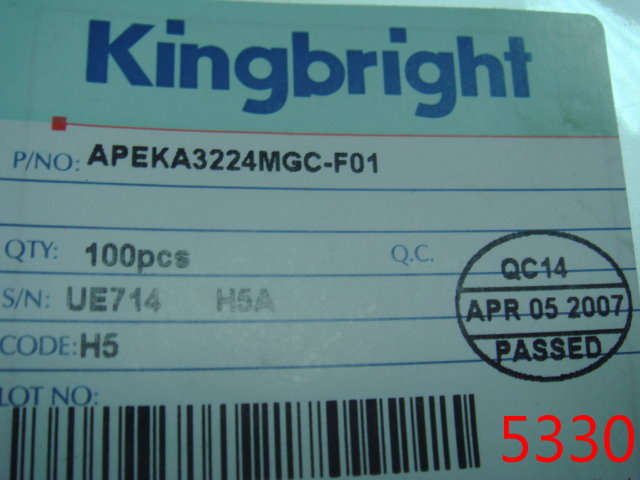 Kingbright
P/NO: APEKA3224MGC-F01
QTY: 100pcs
Q.C.
QC14
S/N: UE714 H5A
APR 05 2007
CODE: H5
PASSED
LOT NO:
5330